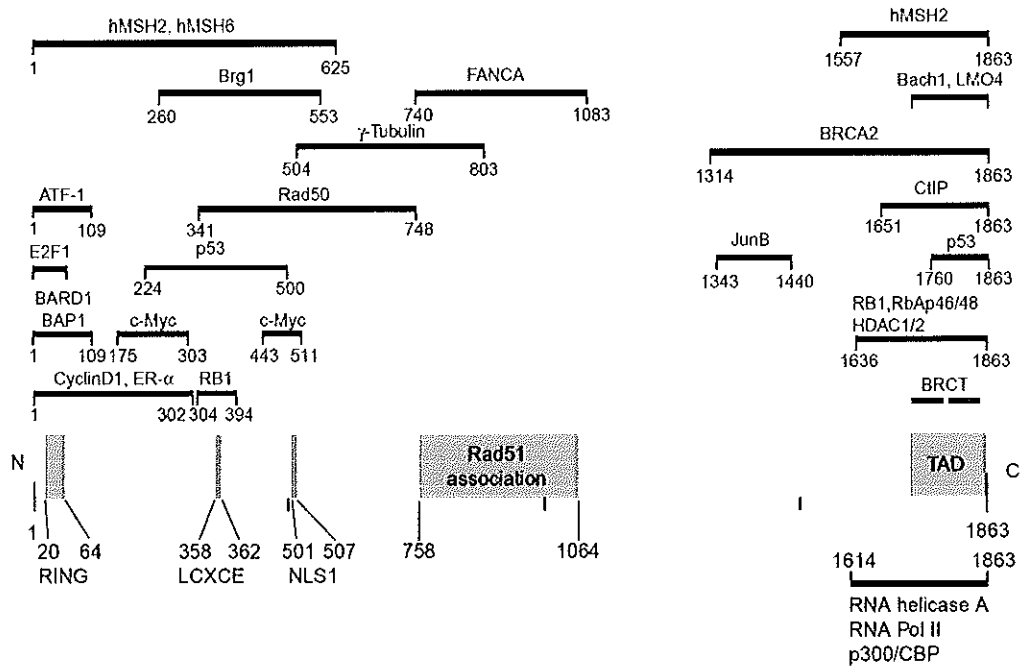 hMSH2, hMSH6
1 625
Brg1
260 553
FANCA
740 1083
γ-Tubulin
504 803
ATF-1
1 109
Rad50
341 748
E2F1
p53
224 500
BARD1
BAP1
1 109
c-Myc
175 303
c-Myc
443 511
CyclinD1, ER-α
1 302
RB1
304 394
hMSH2
1557 1863
Bach1, LMO4
BRCA2
1314 1863
CtIP
1651 1863
JunB
1343 1440
p53
1760 1863
RB1,RbAp46/48
HDAC1/2
1636 1863
BRCT
N
Rad51
association
TAD
C
1
20 64
RING
358 362
LCXCE
501 507
NLS1
758 1064
1863
1614 1863
RNA helicase A
RNA Pol II
p300/CBP